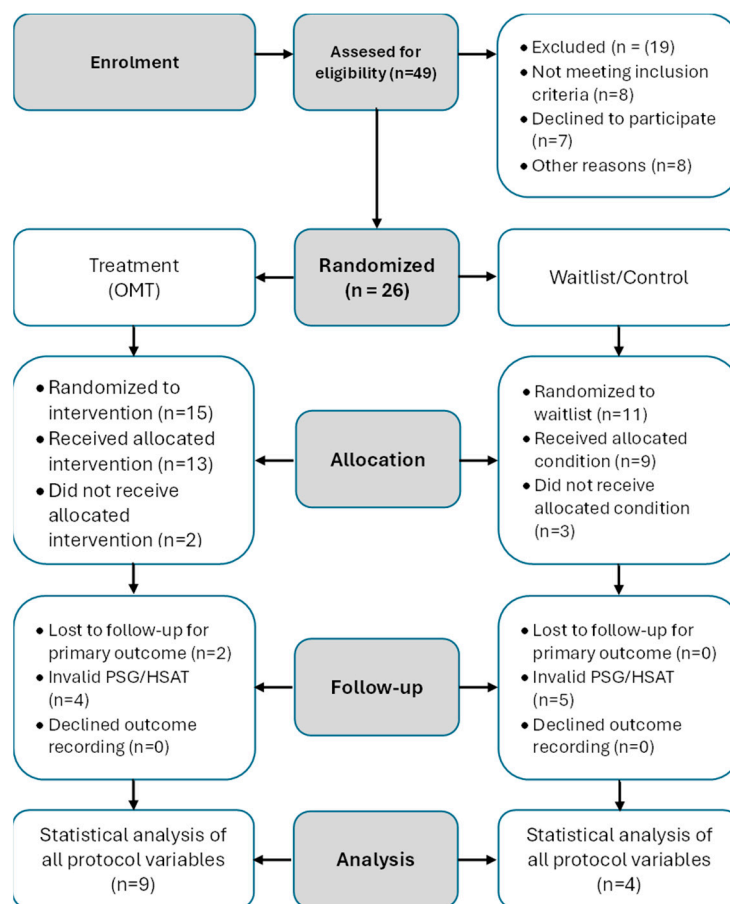 Enrolment
Assesed for
eligibility (n=49)
• Excluded (n = (19)
• Not meeting inclusion
criteria (n=8)
• Declined to participate
(n=7)
• Other reasons (n=8)
Treatment
(OMT)
Randomized
(n = 26)
Waitlist/Control
• Randomized to
intervention (n=15)
• Received allocated
intervention (n=13)
• Did not receive
allocated
intervention (n=2)
Allocation
• Randomized to
waitlist (n=11)
• Received allocated
condition (n=9)
• Did not receive
allocated condition
(n=3)
• Lost to follow-up for
primary outcome (n=2)
• Invalid PSG/HSAT
(n=4)
• Declined outcome
recording (n=0)
Follow-up
• Lost to follow-up for
primary outcome (n=0)
• Invalid PSG/HSAT
(n=5)
• Declined outcome
recording (n=0)
Statistical analysis of
all protocol variables
(n=9)
Analysis
Statistical analysis of
all protocol variables
(n=4)